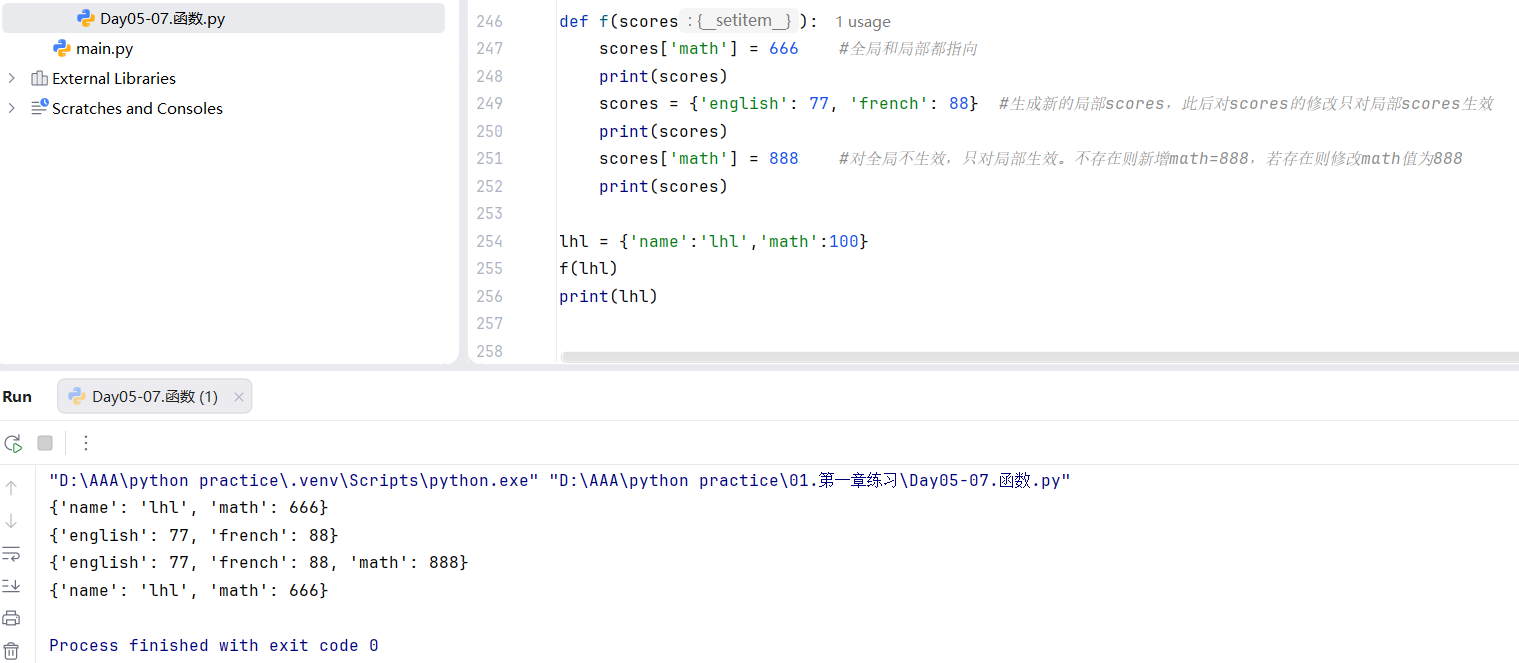 Day05-07.函数.py
main.py
External Libraries
Scratches and Consoles
246 def f(scores : {__setitem__} ): 1 usage
247     scores['math'] = 666    #全局和局部都指向
248     print(scores)
249     scores = {'english': 77, 'french': 88}  #生成新的局部scores，此后对scores的修改只对局部scores生效
250     print(scores)
251     scores['math'] = 888    #对全局不生效，只对局部生效。不存在则新增math=888，若存在则修改math值为888
252     print(scores)
253
254 lhl = {'name':'lhl','math':100}
255 f(lhl)
256 print(lhl)
257
258
Run Day05-07.函数 (1)
"D:\AAA\python practice\.venv\Scripts\python.exe" "D:\AAA\python practice\01.第一章练习\Day05-07.函数.py"
{'name': 'lhl', 'math': 666}
{'english': 77, 'french': 88}
{'english': 77, 'french': 88, 'math': 888}
{'name': 'lhl', 'math': 666}
Process finished with exit code 0